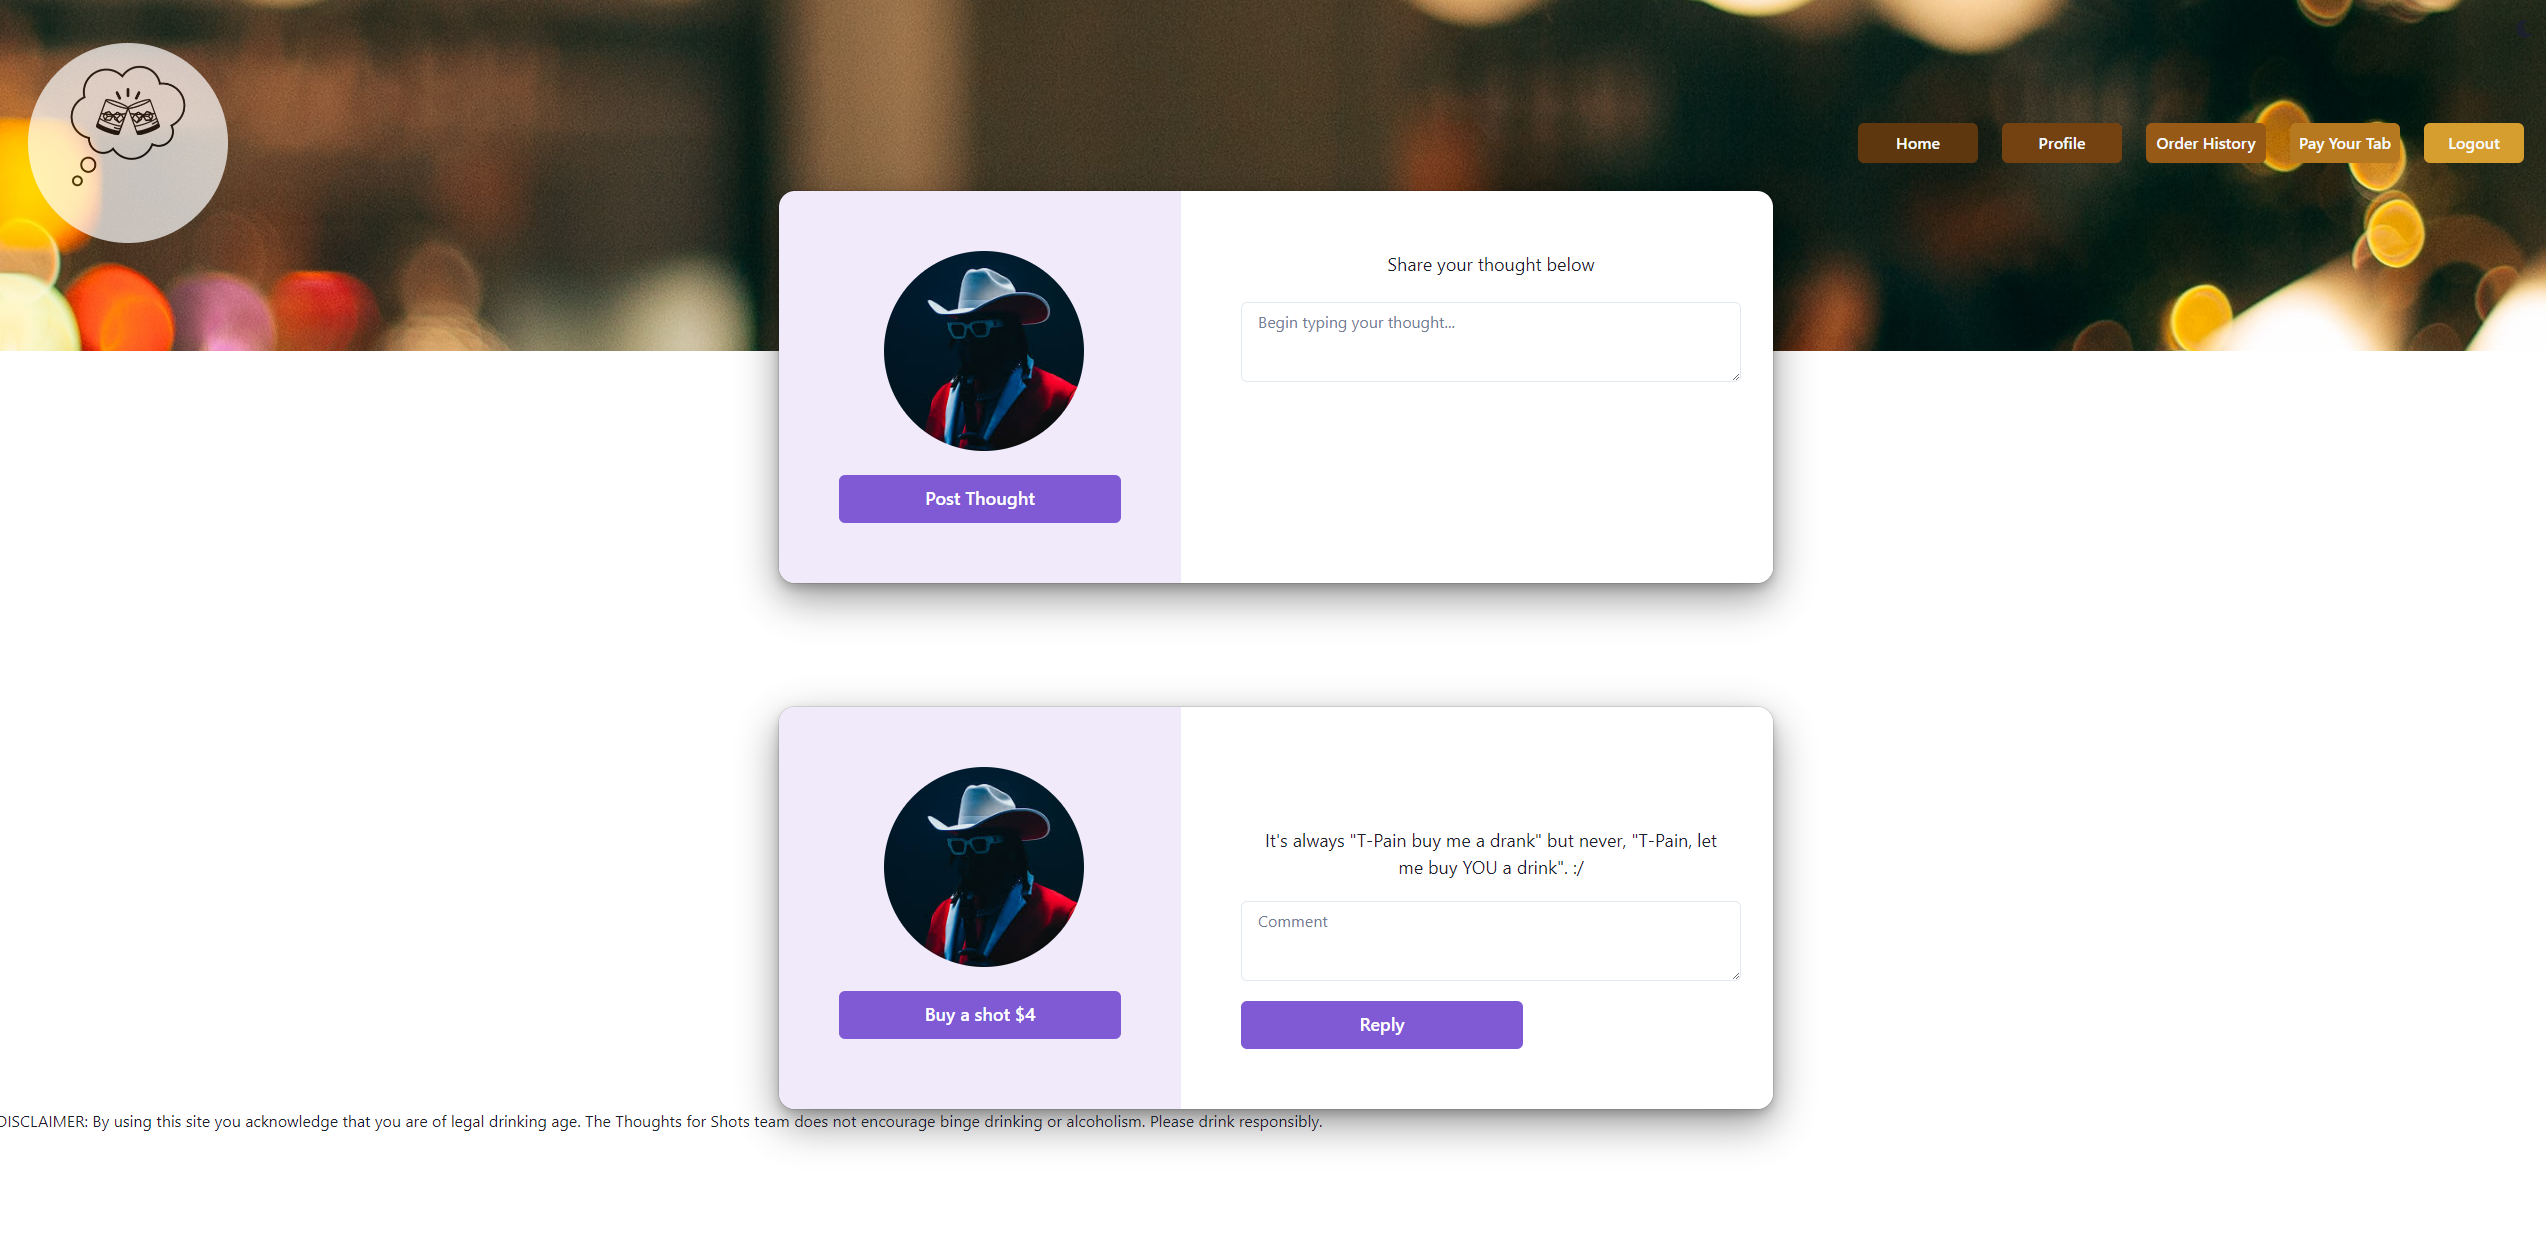 Home
Profile
Order History
Pay Your Tab
Logout
Share your thought below
Begin typing your thought...
Post Thought
It's always "T-Pain buy me a drank" but never, "T-Pain, let
me buy YOU a drink". :/
Comment
Buy a shot $4
Reply
DISCLAIMER: By using this site you acknowledge that you are of legal drinking age. The Thoughts for Shots team does not encourage binge drinking or alcoholism. Please drink responsibly.